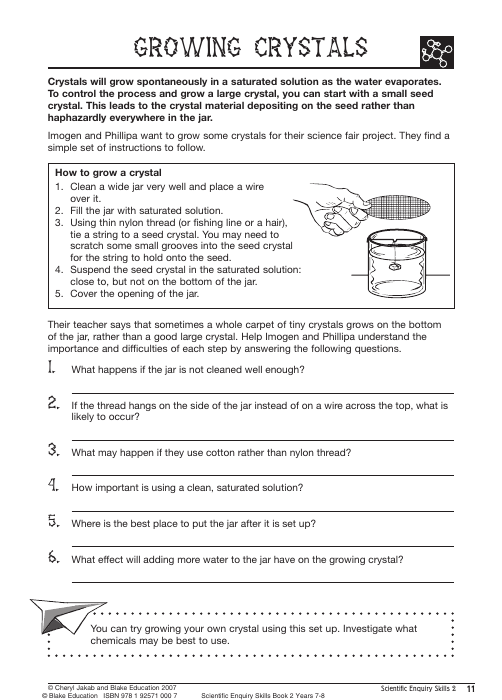 GROWING CRYSTALS
Crystals will grow spontaneously in a saturated solution as the water evaporates.
To control the process and grow a large crystal, you can start with a small seed
crystal. This leads to the crystal material depositing on the seed rather than
haphazardly everywhere in the jar.
Imogen and Phillipa want to grow some crystals for their science fair project. They find a
simple set of instructions to follow.
How to grow a crystal
1. Clean a wide jar very well and place a wire
over it.
2. Fill the jar with saturated solution.
3. Using thin nylon thread (or fishing line or a hair),
tie a string to a seed crystal. You may need to
scratch some small grooves into the seed crystal
for the string to hold onto the seed.
4. Suspend the seed crystal in the saturated solution:
close to, but not on the bottom of the jar.
5. Cover the opening of the jar.
Their teacher says that sometimes a whole carpet of tiny crystals grows on the bottom
of the jar, rather than a good large crystal. Help Imogen and Phillipa understand the
importance and difficulties of each step by answering the following questions.
1. What happens if the jar is not cleaned well enough?
2. If the thread hangs on the side of the jar instead of on a wire across the top, what is
likely to occur?
3. What may happen if they use cotton rather than nylon thread?
4. How important is using a clean, saturated solution?
5. Where is the best place to put the jar after it is set up?
6. What effect will adding more water to the jar have on the growing crystal?
You can try growing your own crystal using this set up. Investigate what
chemicals may be best to use.
© Cheryl Jakab and Blake Education 2007
Scientific Enquiry Skills 2 11
© Blake Education ISBN 978 1 92571 000 7 Scientific Enquiry Skills Book 2 Years 7-8